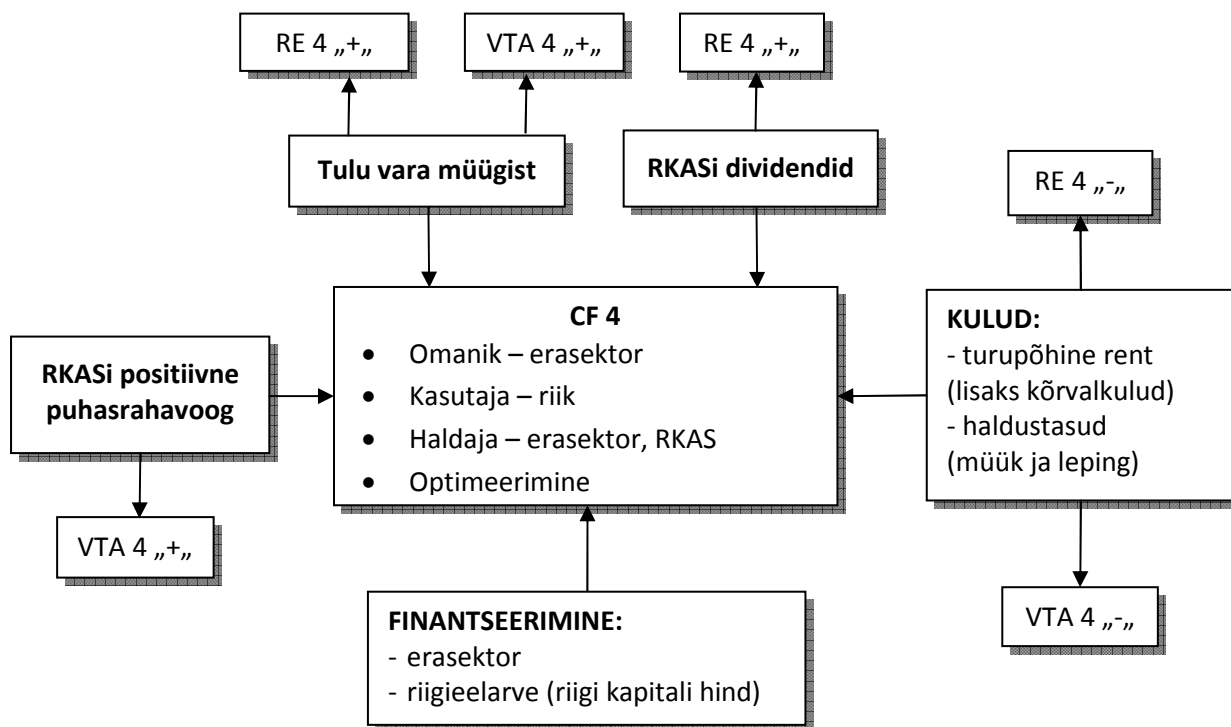 RE 4 „+„
VTA 4 „+„
RE 4 „+„
Tulu vara müügist
RKASi dividendid
RE 4 „-„
CF 4
• Omanik – erasektor
• Kasutaja – riik
• Haldaja – erasektor, RKAS
• Optimeerimine
KULUD:
- turupõhine rent
(lisaks kõrvalkulud)
- haldustasud
(müük ja leping)
RKASi positiivne
puhasrahavoog
VTA 4 „+„
FINANTSEERIMINE:
- erasektor
- riigieelarve (riigi kapitali hind)
VTA 4 „-„